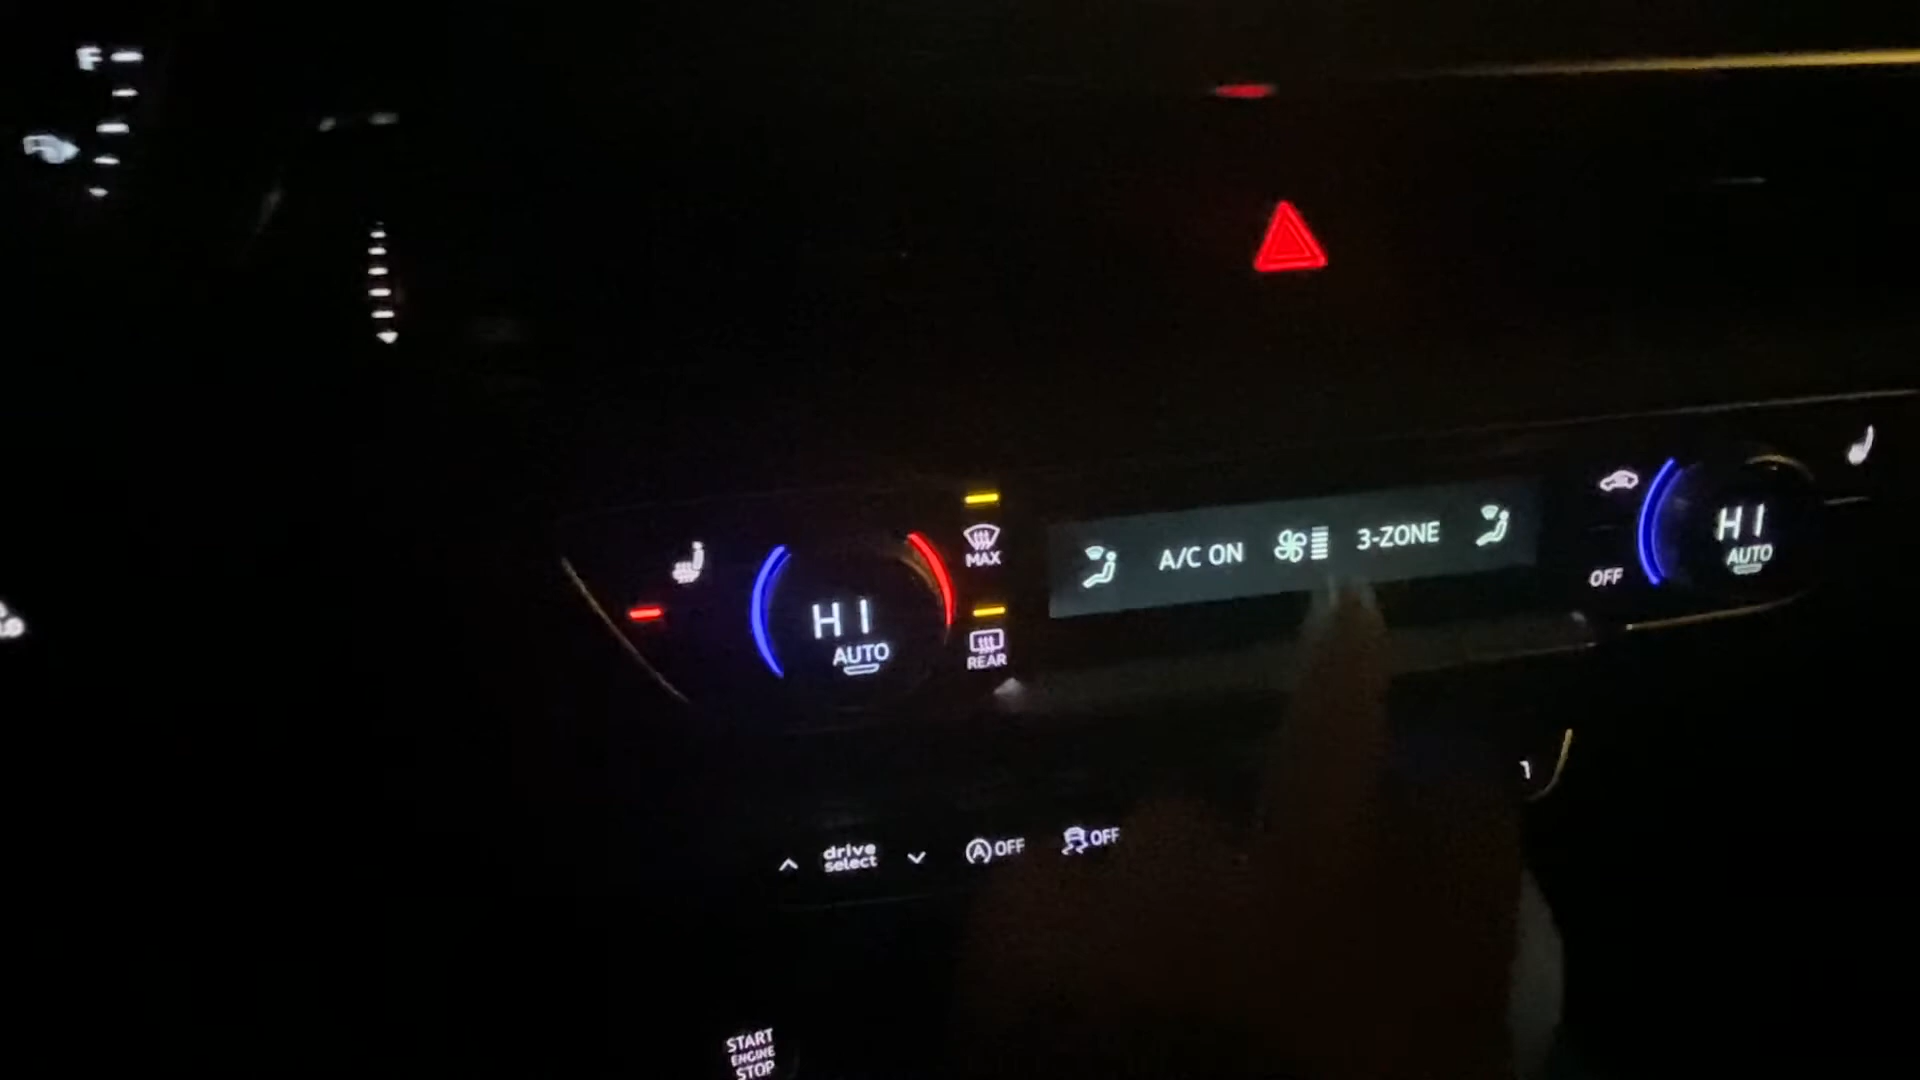 F
MAX
A/C ON
3-ZONE
HI
AUTO
OFF
HI
AUTO
REAR
drive
select
OFF
OFF
START
ENGINE
STOP